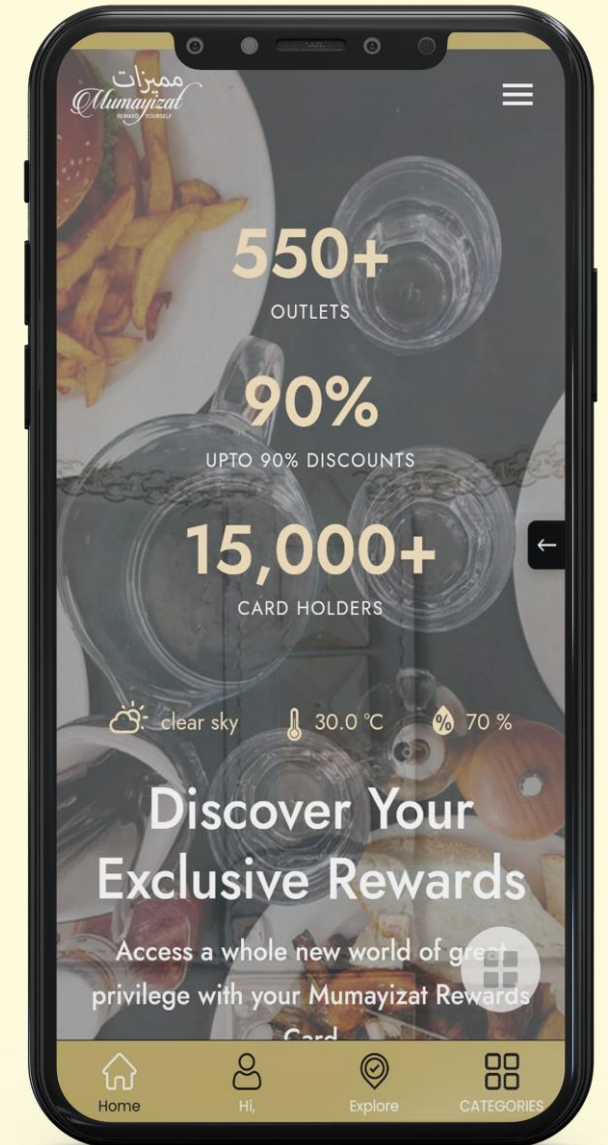 مميزات
Mumayizat
REWARD YOURSELF
550+
OUTLETS
90%
UPTO 90% DISCOUNTS
15,000+
CARD HOLDERS
clear sky 30.0 °C % 70 %
Discover Your
Exclusive Rewards
Access a whole new world of great
privilege with your Mumayizat Rewards
Card
Home Hi, Explore CATEGORIES